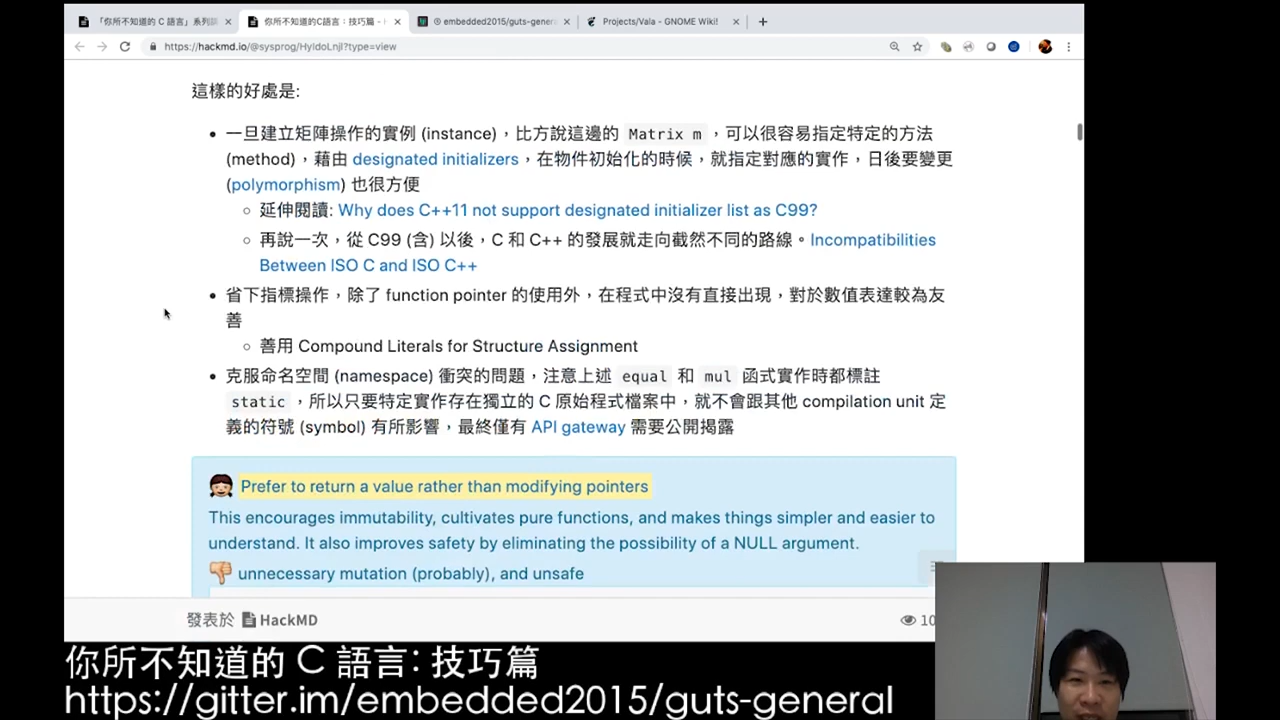 「你所不知道的 C 語言」系列講
你所不知道的C語言：技巧篇 -
embedded2015/guts-genera
Projects/Vala - GNOME Wiki!
https://hackmd.io/@sysprog/HyIdoLnjl?type=view
這樣的好處是:
一旦建立矩陣操作的實例 (instance)，比方說這邊的 Matrix m ，可以很容易指定特定的方法
(method)，藉由 designated initializers，在物件初始化的時候，就指定對應的實作，日後要變更
(polymorphism) 也很方便
延伸閱讀: Why does C++11 not support designated initializer list as C99?
再說一次，從 C99 (含) 以後，C 和 C++ 的發展就走向截然不同的路線。Incompatibilities
Between ISO C and ISO C++
省下指標操作，除了 function pointer 的使用外，在程式中沒有直接出現，對於數值表達較為友
善
善用 Compound Literals for Structure Assignment
克服命名空間 (namespace) 衝突的問題，注意上述 equal 和 mul 函式實作時都標註
static ，所以只要特定實作存在獨立的 C 原始程式檔案中，就不會跟其他 compilation unit 定
義的符號 (symbol) 有所影響，最終僅有 API gateway 需要公開揭露
Prefer to return a value rather than modifying pointers
This encourages immutability, cultivates pure functions, and makes things simpler and easier to
understand. It also improves safety by eliminating the possibility of a NULL argument.
unnecessary mutation (probably), and unsafe
發表於 HackMD
10
你所不知道的 C 語言: 技巧篇
https://gitter.im/embedded2015/guts-general